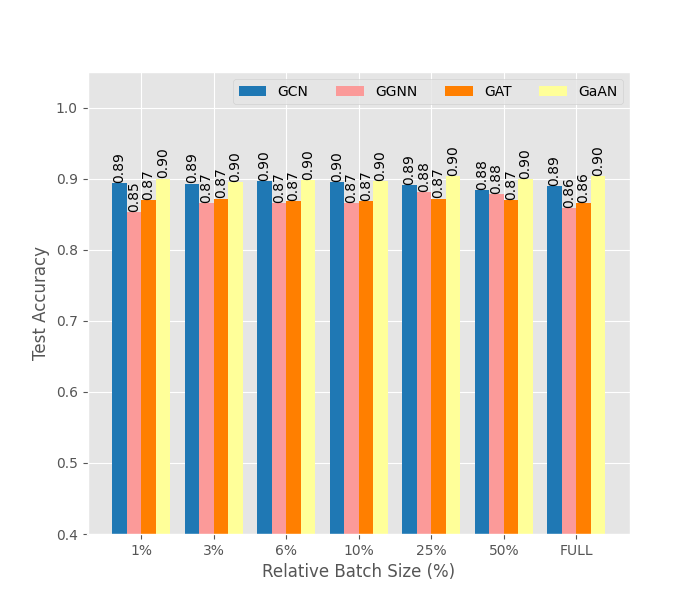 GCN GGNN GAT GaAN
1.0
0.9
0.8
0.7
0.6
0.5
0.4
Test Accuracy
0.89 0.85 0.87 0.90
0.89 0.87 0.87 0.90
0.90 0.87 0.87 0.90
0.90 0.87 0.87 0.90
0.89 0.88 0.87 0.90
0.88 0.88 0.87 0.90
0.89 0.86 0.86 0.90
1% 3% 6% 10% 25% 50% FULL
Relative Batch Size (%)